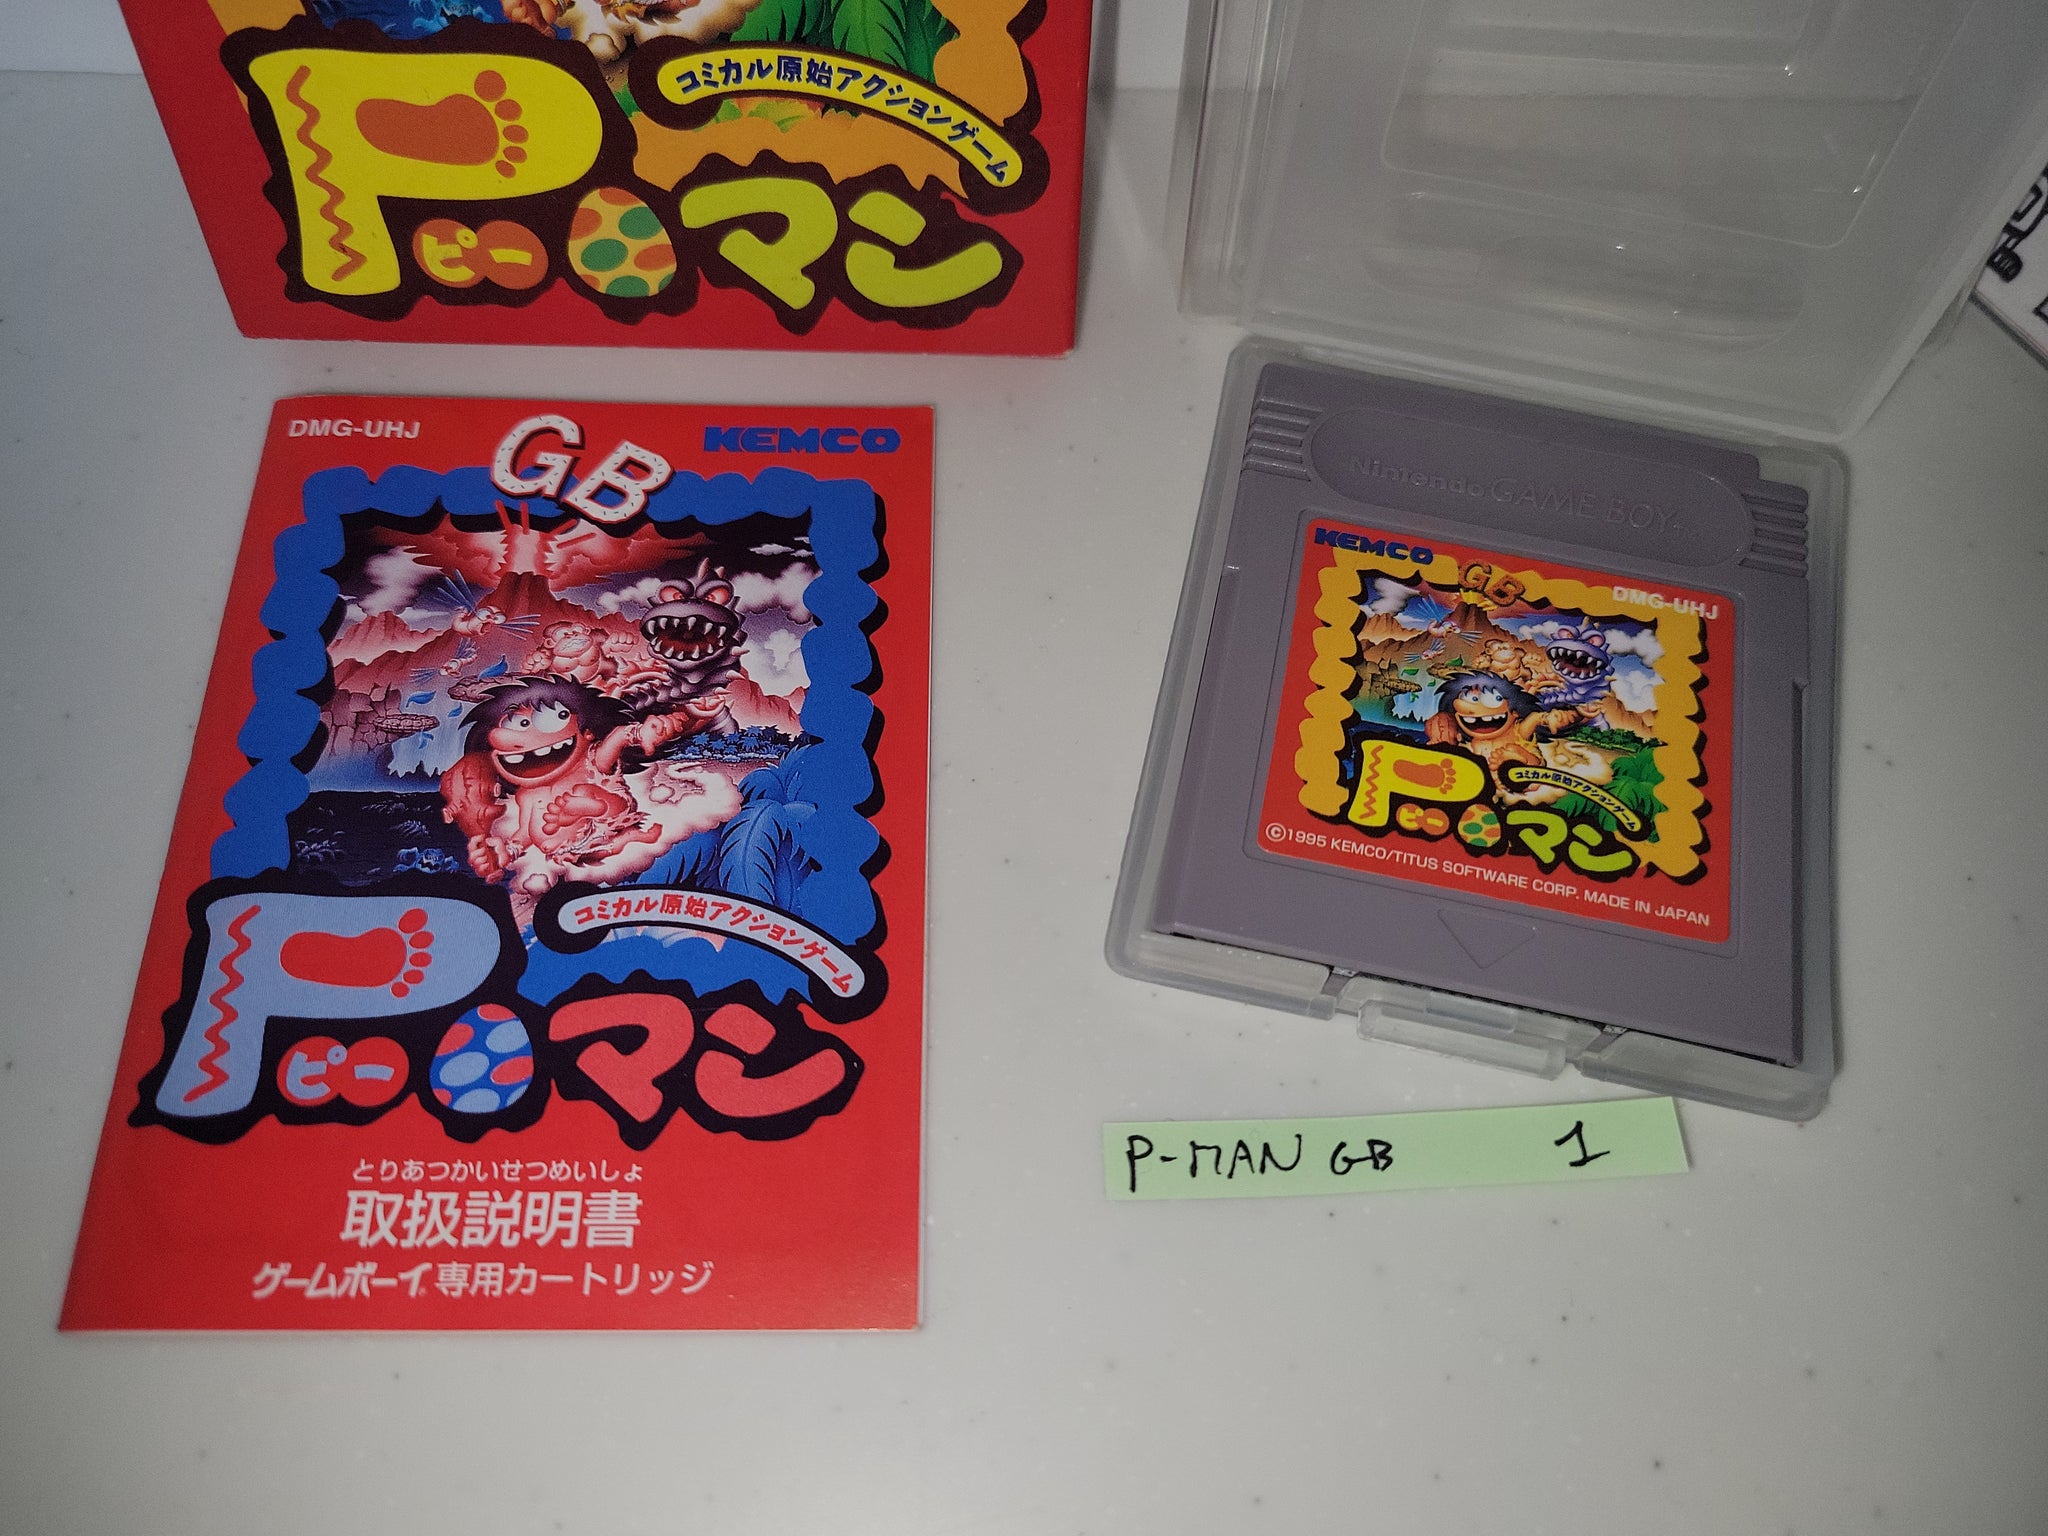 コミカル原始アクションゲーム
Pピーマン
DMG-UHJ
KEMCO
GB
コミカル原始アクションゲーム
Pピーマン
とりあつかいせつめいしょ
取扱説明書
ゲームボーイ専用カートリッジ
Nintendo GAME BOY
KEMCO
GB
DMG-UHJ
コミカル原始アクションゲーム
Pピーマン
©1995 KEMCO/TITUS SOFTWARE CORP. MADE IN JAPAN
P-MAN GB 1